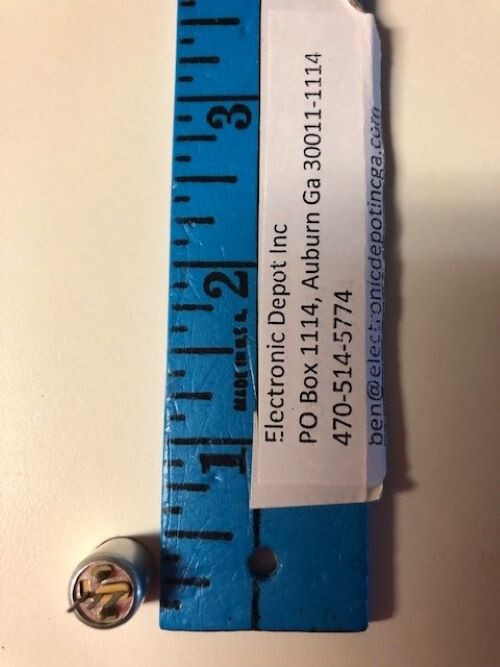 Electronic Depot Inc
PO Box 1114, Auburn Ga 30011-1114
470-514-5774
ben@electronicdepotincga.com
1
2
3
MADE IN U.S.A.